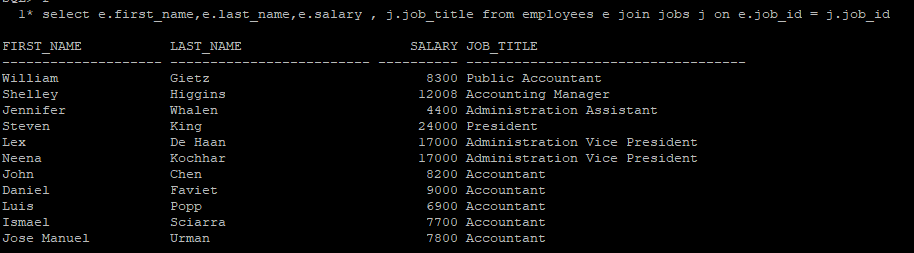 1* select e.first_name,e.last_name,e.salary , j.job_title from employees e join jobs j on e.job_id = j.job_id
FIRST_NAME LAST_NAME SALARY JOB_TITLE
-------------------- ------------------------- ---------- -----------------------------------
William Gietz 8300 Public Accountant
Shelley Higgins 12008 Accounting Manager
Jennifer Whalen 4400 Administration Assistant
Steven King 24000 President
Lex De Haan 17000 Administration Vice President
Neena Kochhar 17000 Administration Vice President
John Chen 8200 Accountant
Daniel Faviet 9000 Accountant
Luis Popp 6900 Accountant
Ismael Sciarra 7700 Accountant
Jose Manuel Urman 7800 Accountant